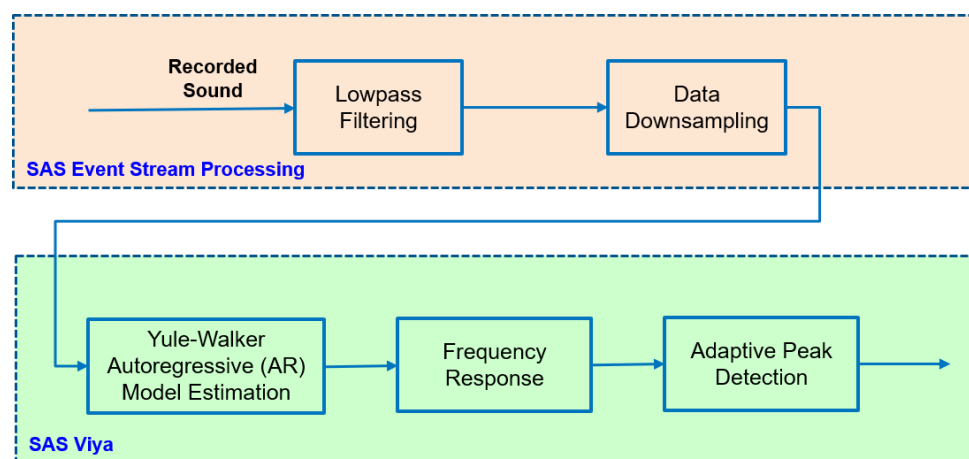 Recorded
Sound
Lowpass
Filtering
Data
Downsampling
SAS Event Stream Processing
Yule-Walker
Autoregressive (AR)
Model Estimation
Frequency
Response
Adaptive Peak
Detection
SAS Viya